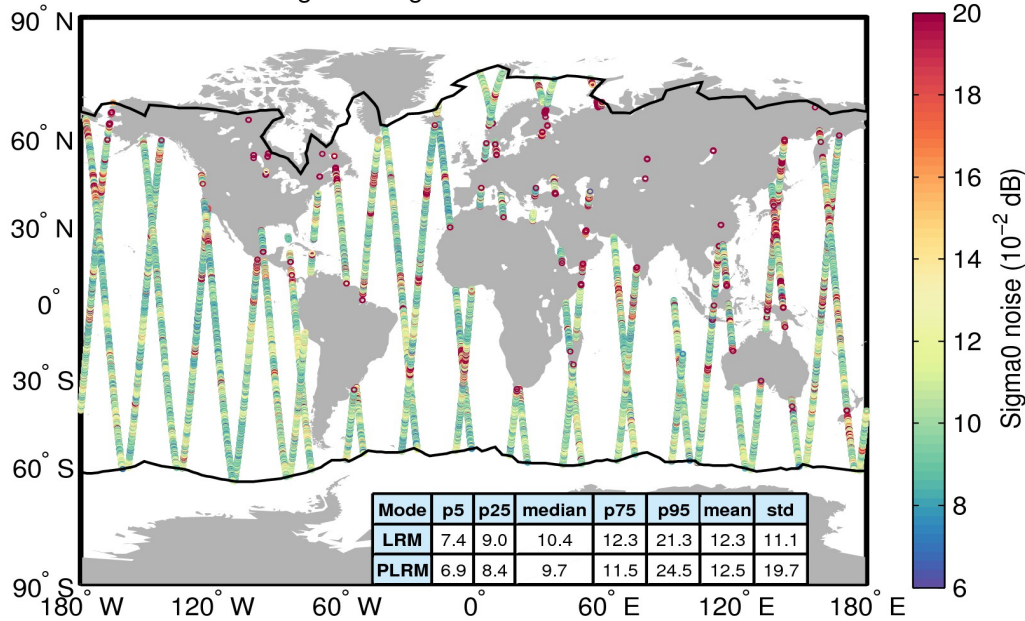 90° N
60° N
30° N
0°
30° S
60° S
90° S
180° W
120° W
60° W
0°
60° E
120° E
180° E
20
18
16
14
12
10
8
6
Sigma0 noise (10⁻² dB)
Mode p5 p25 median p75 p95 mean std
LRM 7.4 9.0 10.4 12.3 21.3 12.3 11.1
PLRM 6.9 8.4 9.7 11.5 24.5 12.5 19.7